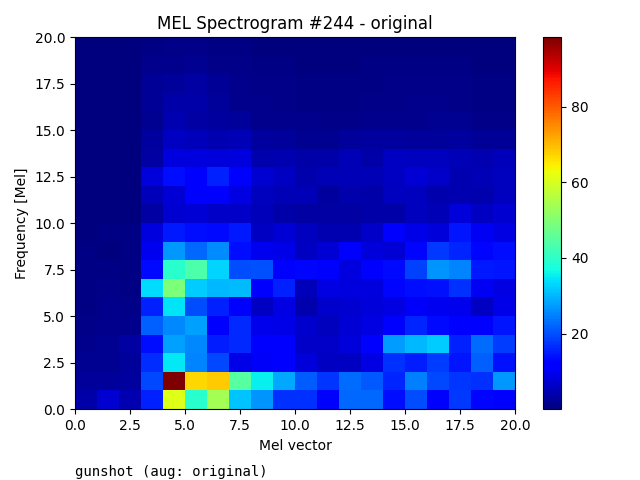 MEL Spectrogram #244 - original
20.0
17.5
15.0
12.5
10.0
7.5
5.0
2.5
0.0
Frequency [Mel]
0.0 2.5 5.0 7.5 10.0 12.5 15.0 17.5 20.0
Mel vector
80
60
40
20
gunshot (aug: original)